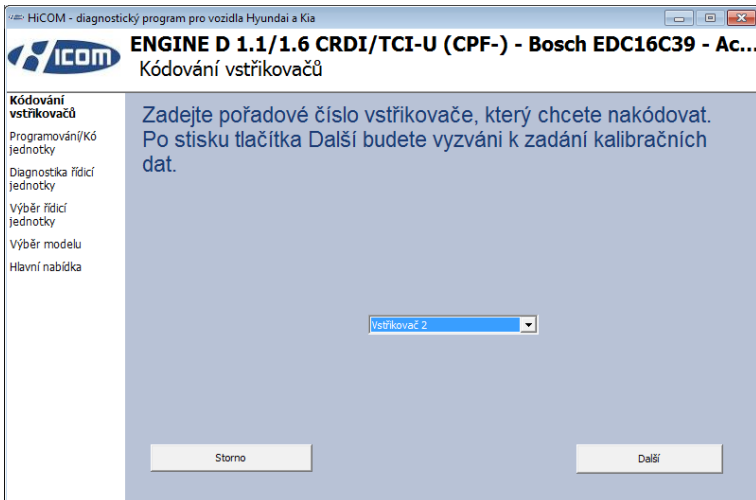 HiCOM - diagnostický program pro vozidla Hyundai a Kia
HICOM
ENGINE D 1.1/1.6 CRDI/TCI-U (CPF-) - Bosch EDC16C39 - Ac...
Kódování vstřikovačů
Kódování
vstřikovačů
Programování/Kó
jednotky
Diagnostika řídicí
jednotky
Výběr řídicí
jednotky
Výběr modelu
Hlavní nabídka
Zadejte pořadové číslo vstřikovače, který chcete nakódovat.
Po stisku tlačítka Další budete vyzváni k zadání kalibračních
dat.
Vstřikovač 2
Storno
Další